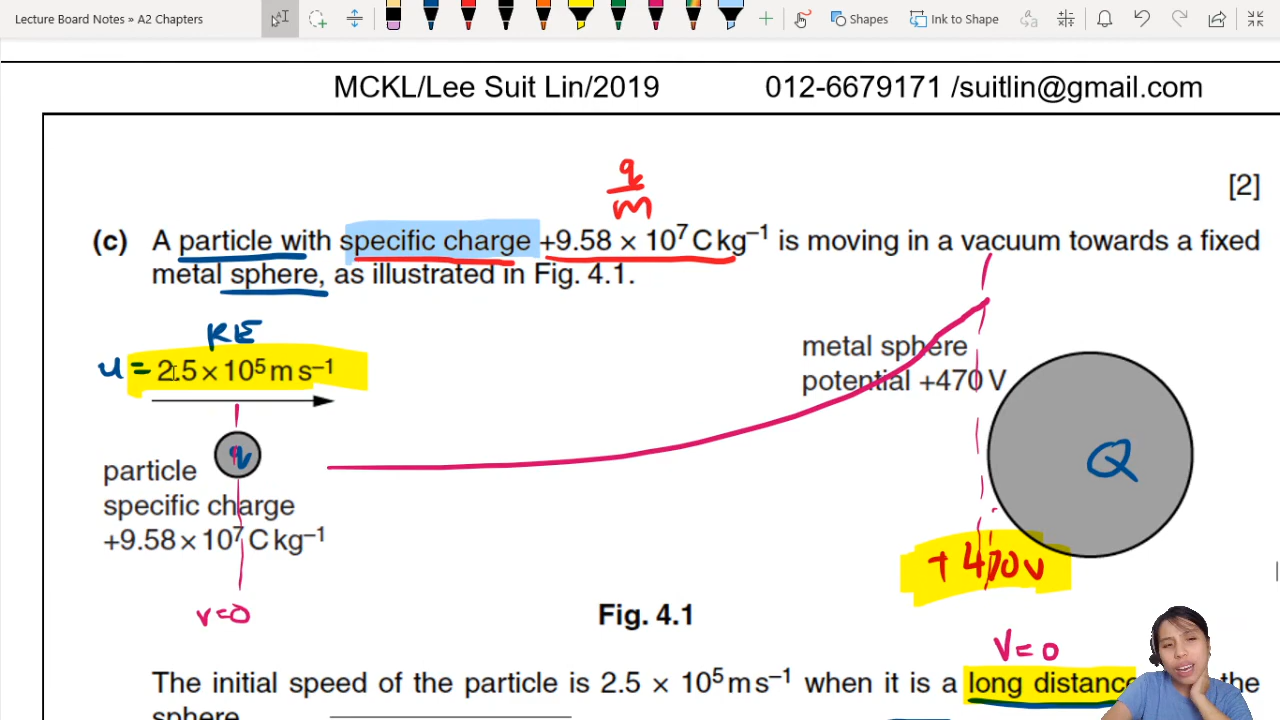 Lecture Board Notes » A2 Chapters
Shapes
Ink to Shape
MCKL/Lee Suit Lin/2019 012-6679171 /suitlin@gmail.com
[2]
q
m
(c) A particle with specific charge +9.58 × 10⁷ C kg⁻¹ is moving in a vacuum towards a fixed
metal sphere, as illustrated in Fig. 4.1.
KE
u = 2.5 × 10⁵ m s⁻¹
metal sphere
potential +470 V
q
Q
particle
specific charge
+9.58 × 10⁷ C kg⁻¹
+ 470V
v=0
Fig. 4.1
V=0
The initial speed of the particle is 2.5 × 10⁵ m s⁻¹ when it is a long distance the
sphere.